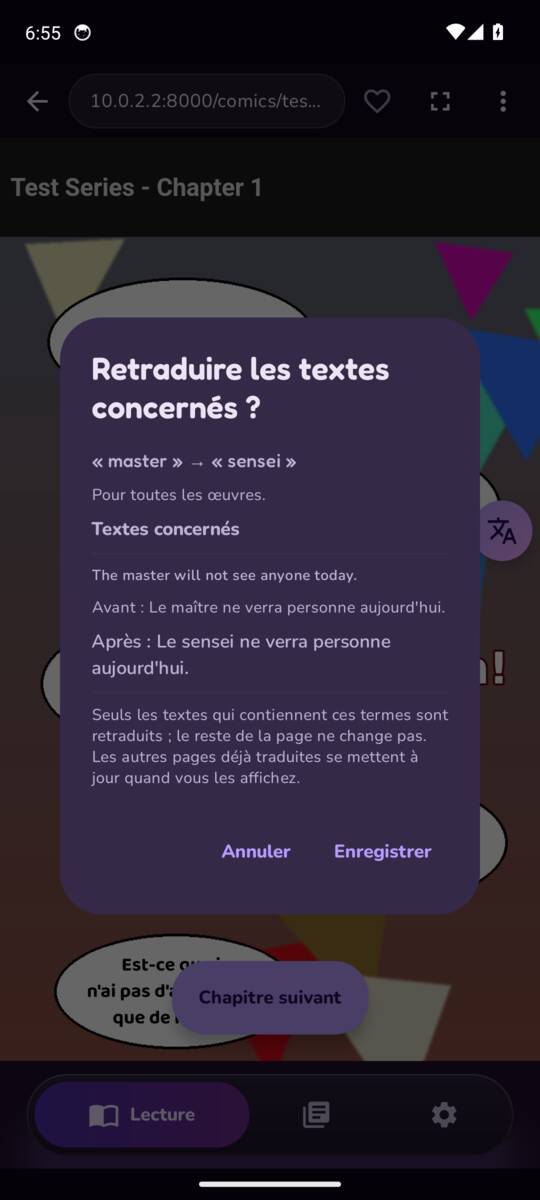 6:55
10.0.2.2:8000/comics/tes...
Test Series - Chapter 1
Retraduire les textes
concernés ?
« master » → « sensei »
Pour toutes les œuvres.
Textes concernés
The master will not see anyone today.
Avant : Le maître ne verra personne aujourd'hui.
Après : Le sensei ne verra personne
aujourd'hui.
Seuls les textes qui contiennent ces termes sont
retraduits ; le reste de la page ne change pas.
Les autres pages déjà traduites se mettent à
jour quand vous les affichez.
Annuler Enregistrer
Est-ce
n'ai pas
que de
Chapitre suivant
Lecture